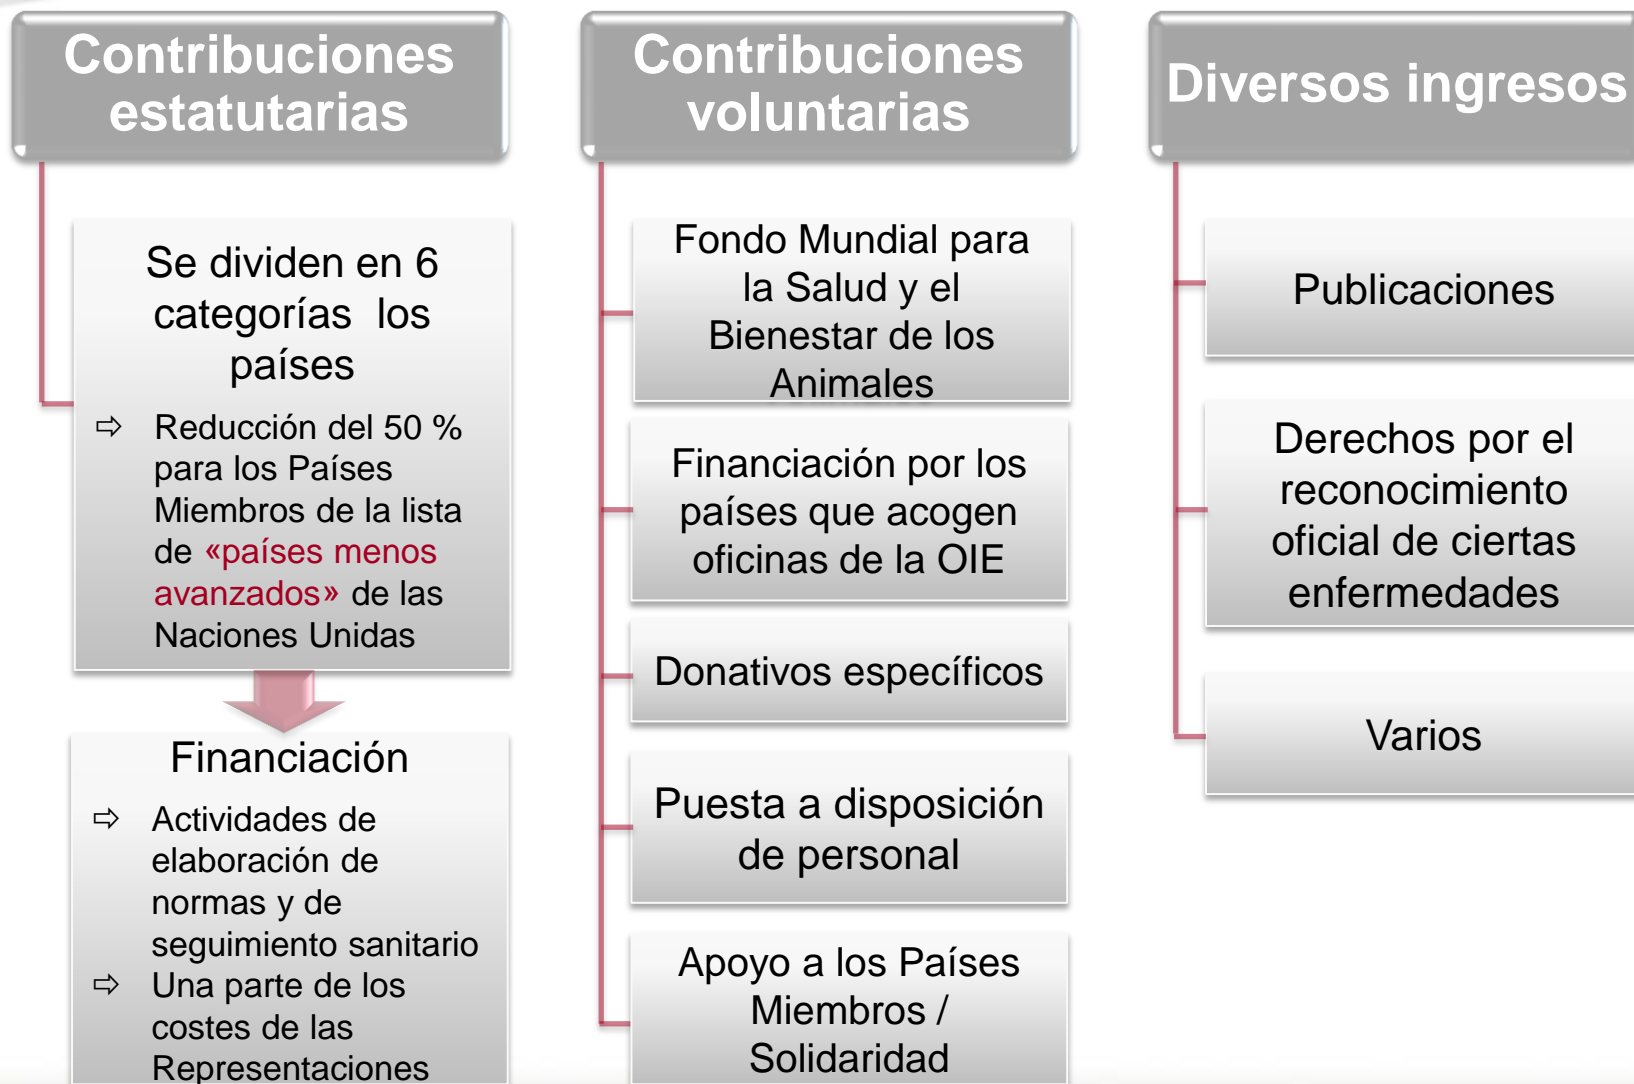 Contribuciones
estatutarias
Se dividen en 6
categorías los
países
⇨ Reducción del 50 %
para los Países
Miembros de la lista
de «países menos
avanzados» de las
Naciones Unidas
Financiación
⇨ Actividades de
elaboración de
normas y de
seguimiento sanitario
⇨ Una parte de los
costes de las
Representaciones
Contribuciones
voluntarias
Fondo Mundial para
la Salud y el
Bienestar de los
Animales
Financiación por los
países que acogen
oficinas de la OIE
Donativos específicos
Puesta a disposición
de personal
Apoyo a los Países
Miembros /
Solidaridad
Diversos ingresos
Publicaciones
Derechos por el
reconocimiento
oficial de ciertas
enfermedades
Varios